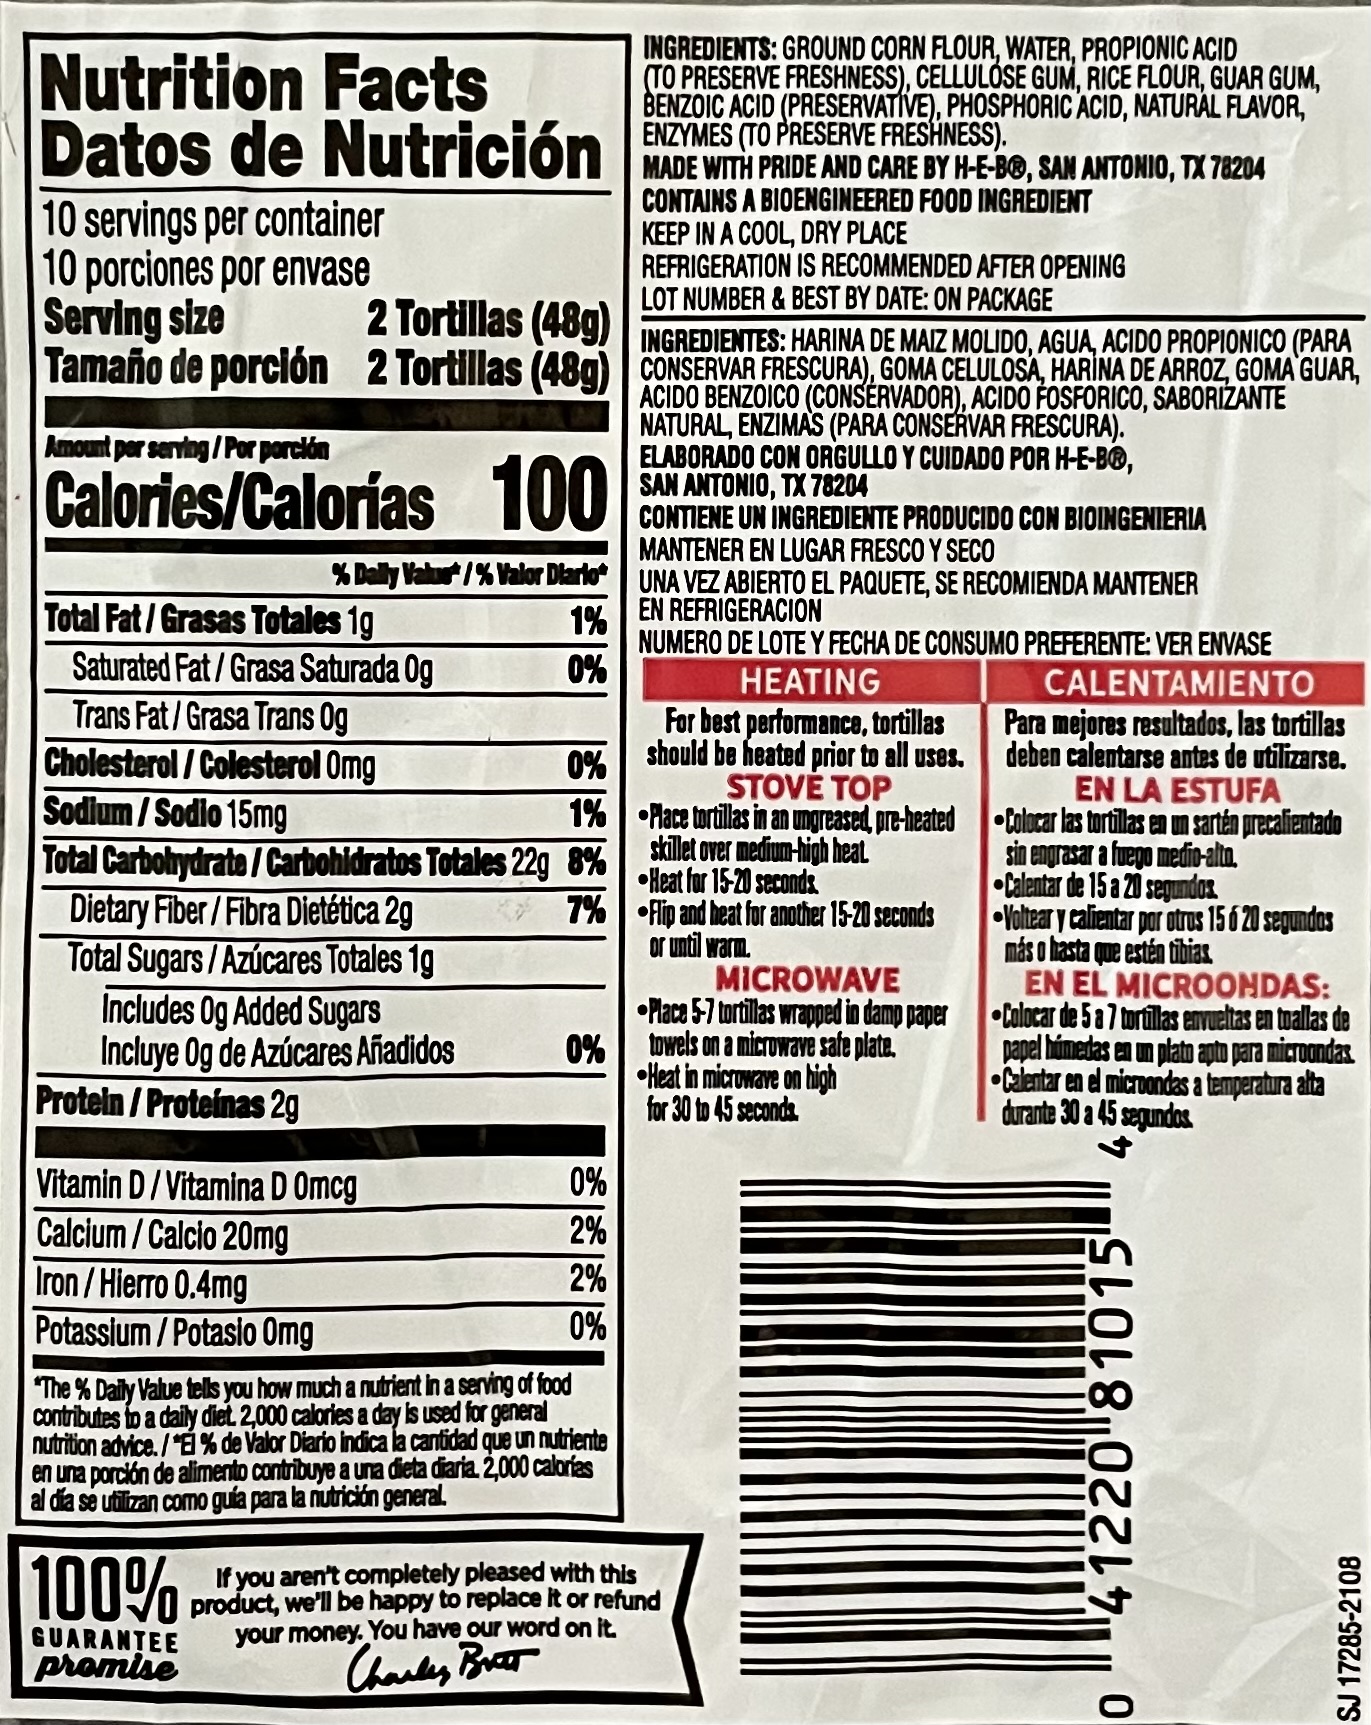 Nutrition Facts
Datos de Nutrición
10 servings per container
10 porciones por envase
Serving size 2 Tortillas (48g)
Tamaño de porción 2 Tortillas (48g)
Amount per serving / Por porción
Calories/Calorías 100
% Daily Value* / % Valor Diario*
Total Fat / Grasas Totales 1g 1%
Saturated Fat / Grasa Saturada 0g 0%
Trans Fat / Grasa Trans 0g
Cholesterol / Colesterol 0mg 0%
Sodium / Sodio 15mg 1%
Total Carbohydrate / Carbohidratos Totales 22g 8%
Dietary Fiber / Fibra Dietética 2g 7%
Total Sugars / Azúcares Totales 1g
Includes 0g Added Sugars
Incluye 0g de Azúcares Añadidos 0%
Protein / Proteínas 2g
Vitamin D / Vitamina D 0mcg 0%
Calcium / Calcio 20mg 2%
Iron / Hierro 0.4mg 2%
Potassium / Potasio 0mg 0%
*The % Daily Value tells you how much a nutrient in a serving of food
contributes to a daily diet. 2,000 calories a day is used for general
nutrition advice. / *El % de Valor Diario indica la cantidad que un nutriente
en una porción de alimento contribuye a una dieta diaria. 2,000 calorías
al día se utilizan como guía para la nutrición general.
100%
GUARANTEE
promise
If you aren't completely pleased with this
product, we'll be happy to replace it or refund
your money. You have our word on it.
Charley Butt
INGREDIENTS: GROUND CORN FLOUR, WATER, PROPIONIC ACID
(TO PRESERVE FRESHNESS), CELLULOSE GUM, RICE FLOUR, GUAR GUM,
BENZOIC ACID (PRESERVATIVE), PHOSPHORIC ACID, NATURAL FLAVOR,
ENZYMES (TO PRESERVE FRESHNESS).
MADE WITH PRIDE AND CARE BY H-E-B®, SAN ANTONIO, TX 78204
CONTAINS A BIOENGINEERED FOOD INGREDIENT
KEEP IN A COOL, DRY PLACE
REFRIGERATION IS RECOMMENDED AFTER OPENING
LOT NUMBER & BEST BY DATE: ON PACKAGE
INGREDIENTES: HARINA DE MAIZ MOLIDO, AGUA, ACIDO PROPIONICO (PARA
CONSERVAR FRESCURA), GOMA CELULOSA, HARINA DE ARROZ, GOMA GUAR,
ACIDO BENZOICO (CONSERVADOR), ACIDO FOSFORICO, SABORIZANTE
NATURAL, ENZIMAS (PARA CONSERVAR FRESCURA).
ELABORADO CON ORGULLO Y CUIDADO POR H-E-B®,
SAN ANTONIO, TX 78204
CONTIENE UN INGREDIENTE PRODUCIDO CON BIOINGENIERIA
MANTENER EN LUGAR FRESCO Y SECO
UNA VEZ ABIERTO EL PAQUETE, SE RECOMIENDA MANTENER
EN REFRIGERACION
NUMERO DE LOTE Y FECHA DE CONSUMO PREFERENTE: VER ENVASE
HEATING
For best performance, tortillas
should be heated prior to all uses.
STOVE TOP
•Place tortillas in an ungreased, pre-heated
skillet over medium-high heat.
•Heat for 15-20 seconds.
•Flip and heat for another 15-20 seconds
or until warm.
MICROWAVE
•Place 5-7 tortillas wrapped in damp paper
towels on a microwave safe plate.
•Heat in microwave on high
for 30 to 45 seconds.
CALENTAMIENTO
Para mejores resultados, las tortillas
deben calentarse antes de utilizarse.
EN LA ESTUFA
•Colocar las tortillas en un sartén precalientado
sin engrasar a fuego medio-alto.
•Calentar de 15 a 20 segundos.
•Voltear y calientar por otros 15 ó 20 segundos
más o hasta que estén tibias.
EN EL MICROONDAS:
•Colocar de 5 a 7 tortillas envueltas en toallas de
papel húmedas en un plato apto para microondas.
•Calentar en el microondas a temperatura alta
durante 30 a 45 segundos.
0 41220 81015 4
SJ 17285-2108